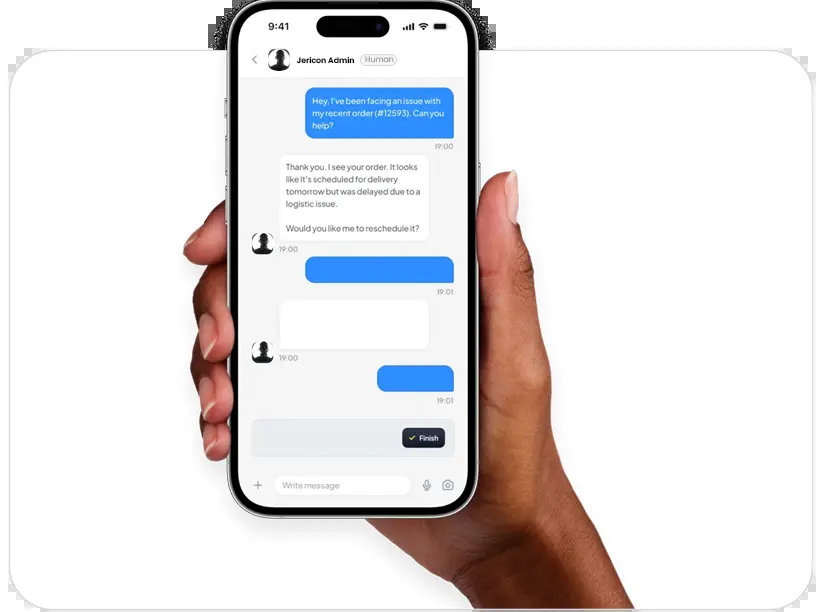 9:41
Jericon Admin Human
Hey, I've been facing an issue with
my recent order (#12593). Can you
help?
19:00
Thank you. I see your order. It looks
like it's scheduled for delivery
tomorrow but was delayed due to a
logistic issue.
Would you like me to reschedule it?
19:00
19:01
19:00
19:01
Finish
Write message